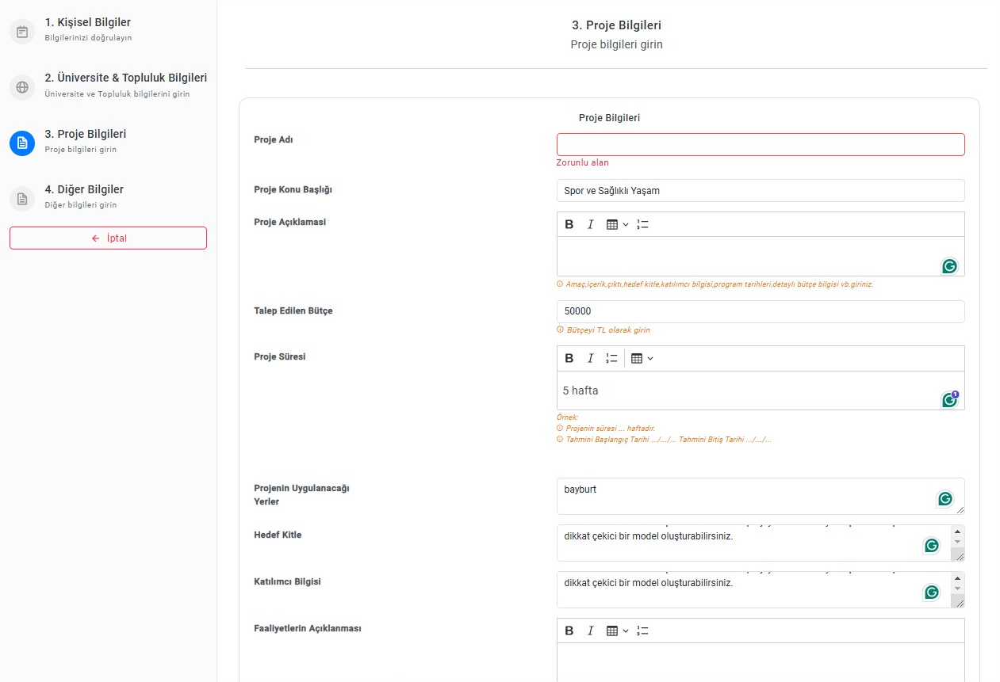 1. Kişisel Bilgiler
Bilgilerinizi doğrulayın
2. Üniversite & Topluluk Bilgileri
Üniversite ve Topluluk bilgilerini girin
3. Proje Bilgileri
Proje bilgileri girin
4. Diğer Bilgiler
Diğer bilgileri girin
İptal
3. Proje Bilgileri
Proje bilgileri girin
Proje Bilgileri
Proje Adı
Zorunlu alan
Proje Konu Başlığı
Spor ve Sağlıklı Yaşam
Proje Açıklaması
B I
Amaç,içerik,çıktı,hedef kitle,katılımcı bilgisi,program tarihleri,detaylı bütçe bilgisi vb.giriniz.
Talep Edilen Bütçe
50000
Bütçeyi TL olarak girin
Proje Süresi
B I
5 hafta
1
Örnek:
Projenin süresi ... haftadır.
Tahmini Başlangıç Tarihi .../.../... Tahmini Bitiş Tarihi .../.../...
Projenin Uygulanacağı
Yerler
bayburt
Hedef Kitle
dikkat çekici bir model oluşturabilirsiniz.
Katılımcı Bilgisi
dikkat çekici bir model oluşturabilirsiniz.
Faaliyetlerin Açıklanması
B I